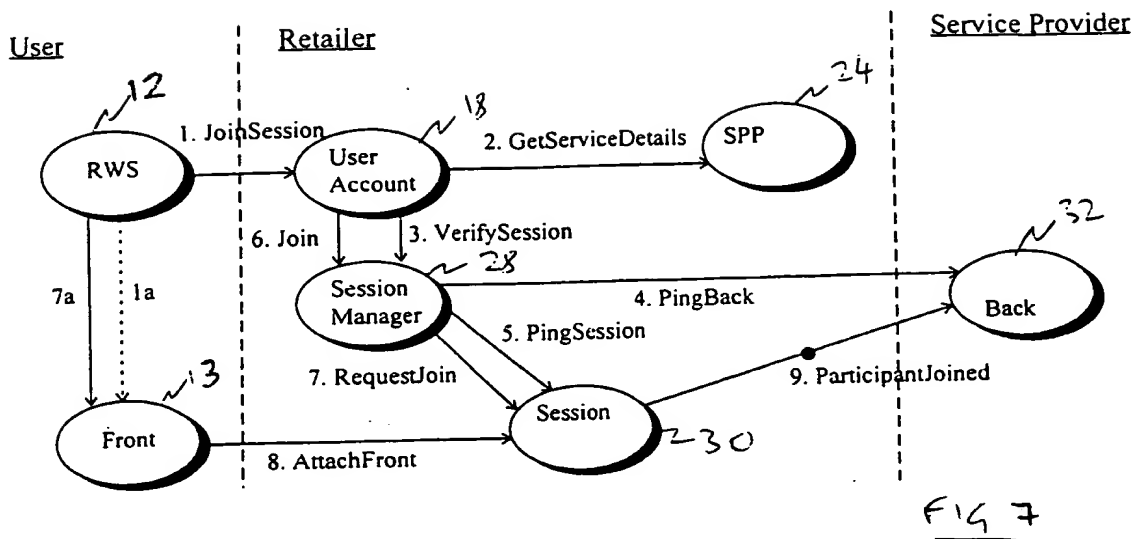 User
Retailer
Service Provider
12
18
24
1. JoinSession
2. GetServiceDetails
RWS
User
Account
SPP
32
6. Join
3. VerifySession
28
7a
1a
Session
Manager
4. PingBack
Back
5. PingSession
13
7. RequestJoin
9. ParticipantJoined
Front
Session
30
8. AttachFront
FIG 7